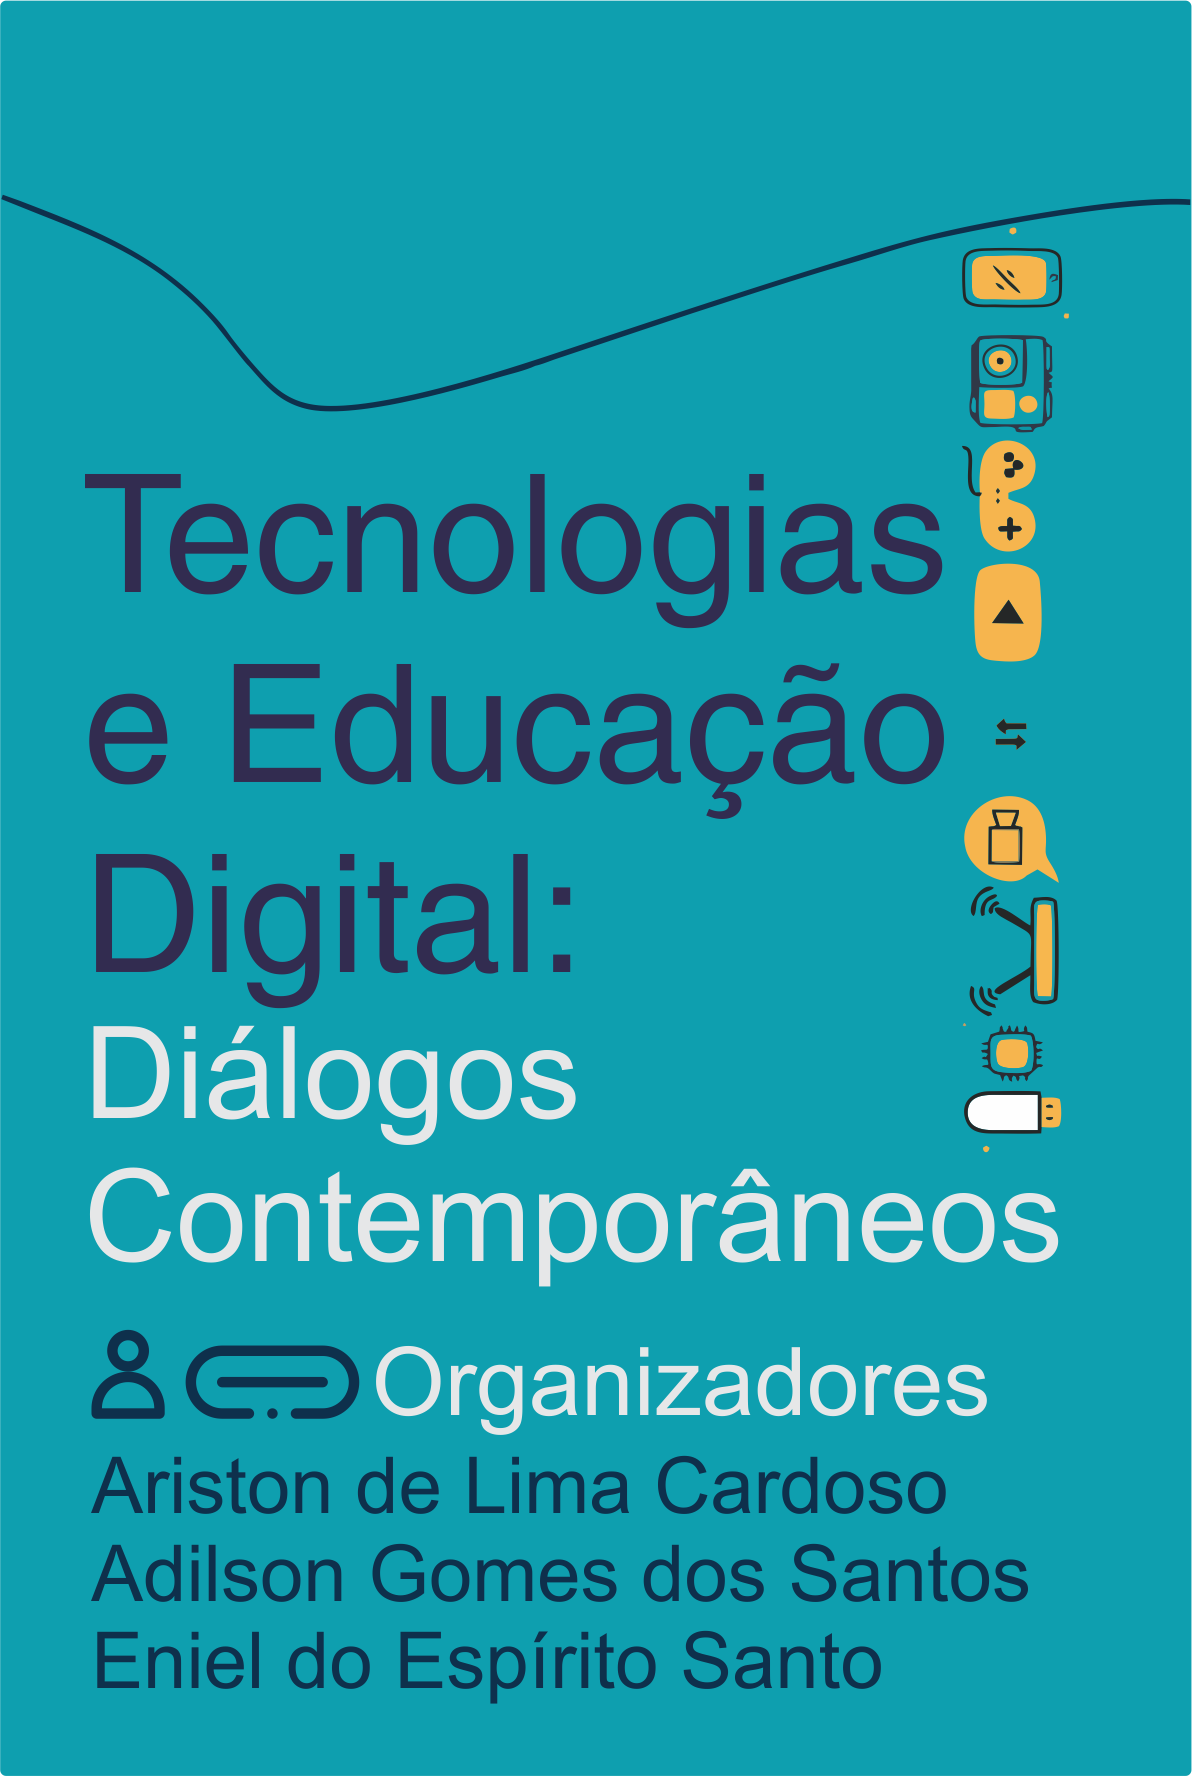 Tecnologias
e Educação
Digital:
Diálogos
Contemporâneos
Organizadores
Ariston de Lima Cardoso
Adilson Gomes dos Santos
Eniel do Espírito Santo